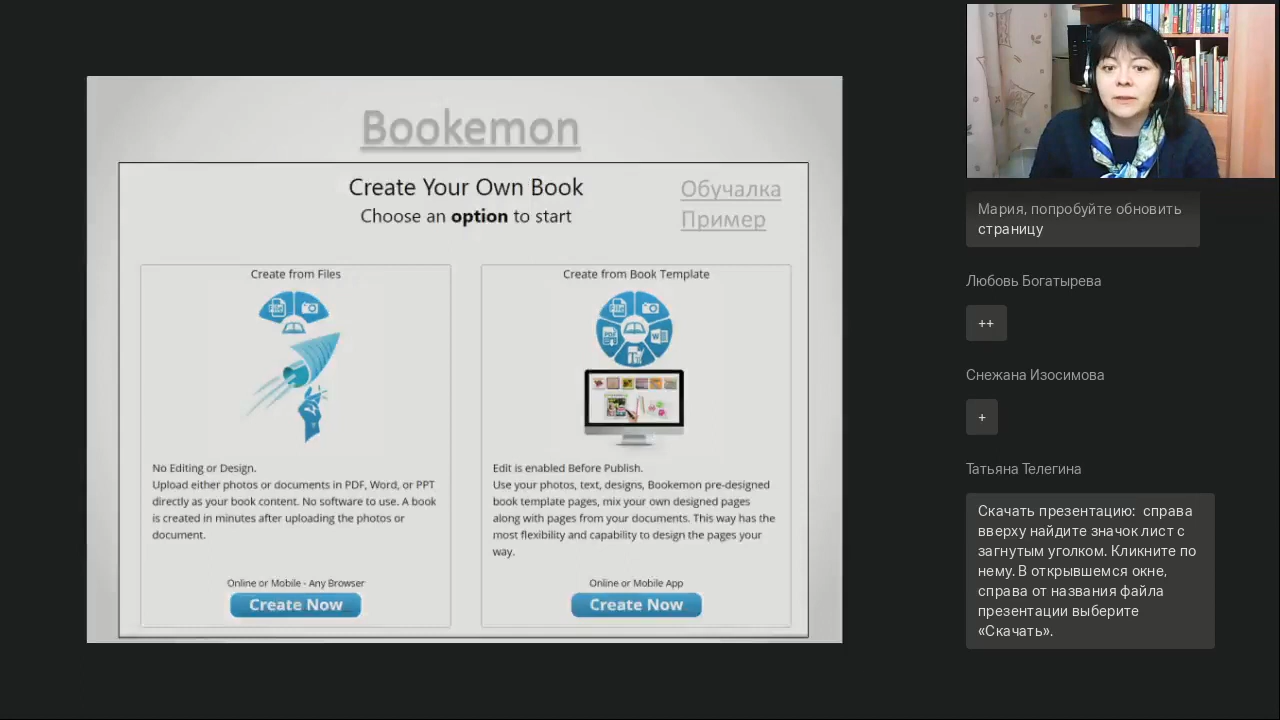 Bookemon
Create Your Own Book
Choose an option to start
Обучалка
Пример
Create from Files
No Editing or Design.
Upload either photos or documents in PDF, Word, or PPT
directly as your book content. No software to use. A book
is created in minutes after uploading the photos or
document.
Online or Mobile - Any Browser
Create Now
Create from Book Template
Edit is enabled Before Publish.
Use your photos, text, designs, Bookemon pre-designed
book template pages, mix your own designed pages
along with pages from your documents. This way has the
most flexibility and capability to design the pages your
way.
Online or Mobile App
Create Now
Мария, попробуйте обновить
страницу
Любовь Богатырева
++
Снежана Изосимова
+
Татьяна Телегина
Скачать презентацию:  справа
вверху найдите значок лист с
загнутым уголком. Кликните по
нему. В открывшемся окне,
справа от названия файла
презентации выберите
«Скачать».